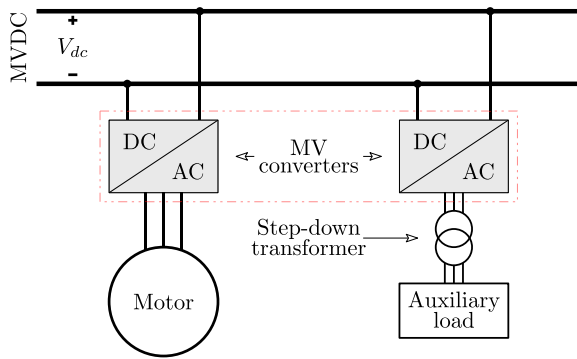 MVDC
+
V_dc
−
DC
AC
MV
converters
DC
AC
Step-down
transformer
Motor
Auxiliary
load